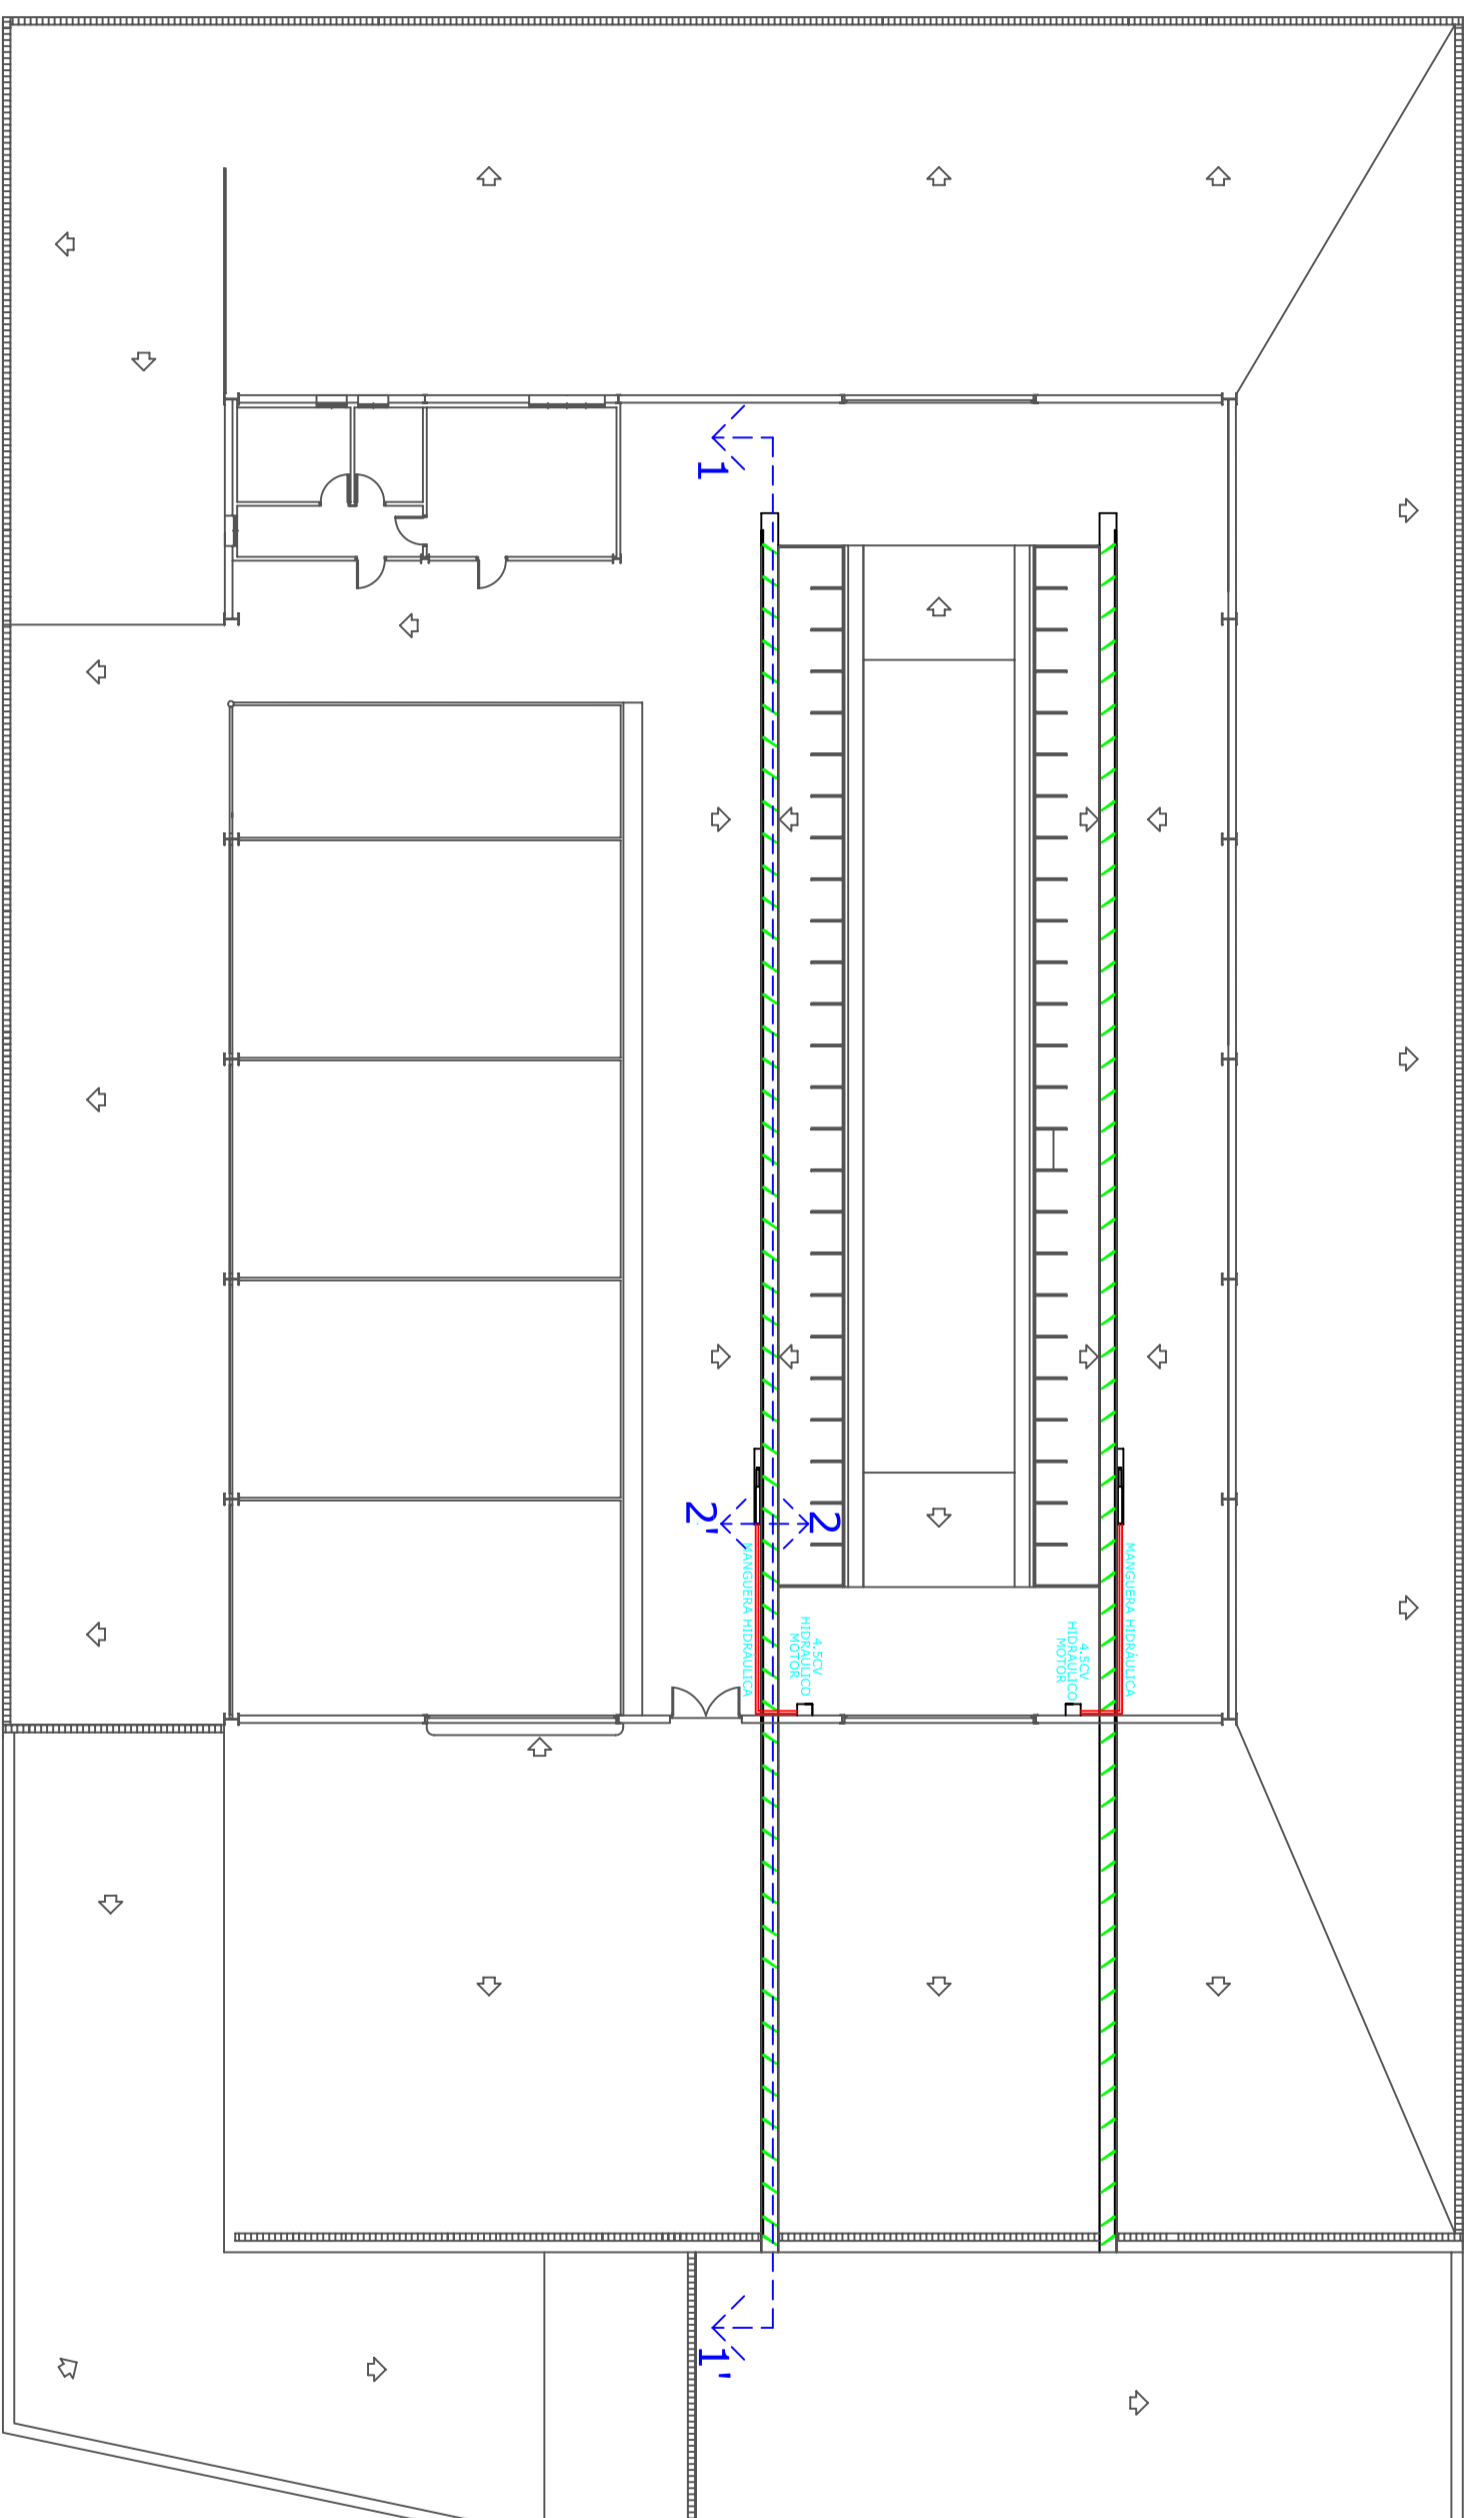 1
2'
2
MANGUERA HIDRÁULICA
4.5CV
HIDRÁULICO
MOTOR
4.5CV
HIDRÁULICO
MOTOR
MANGUERA HIDRÁULICA
1'